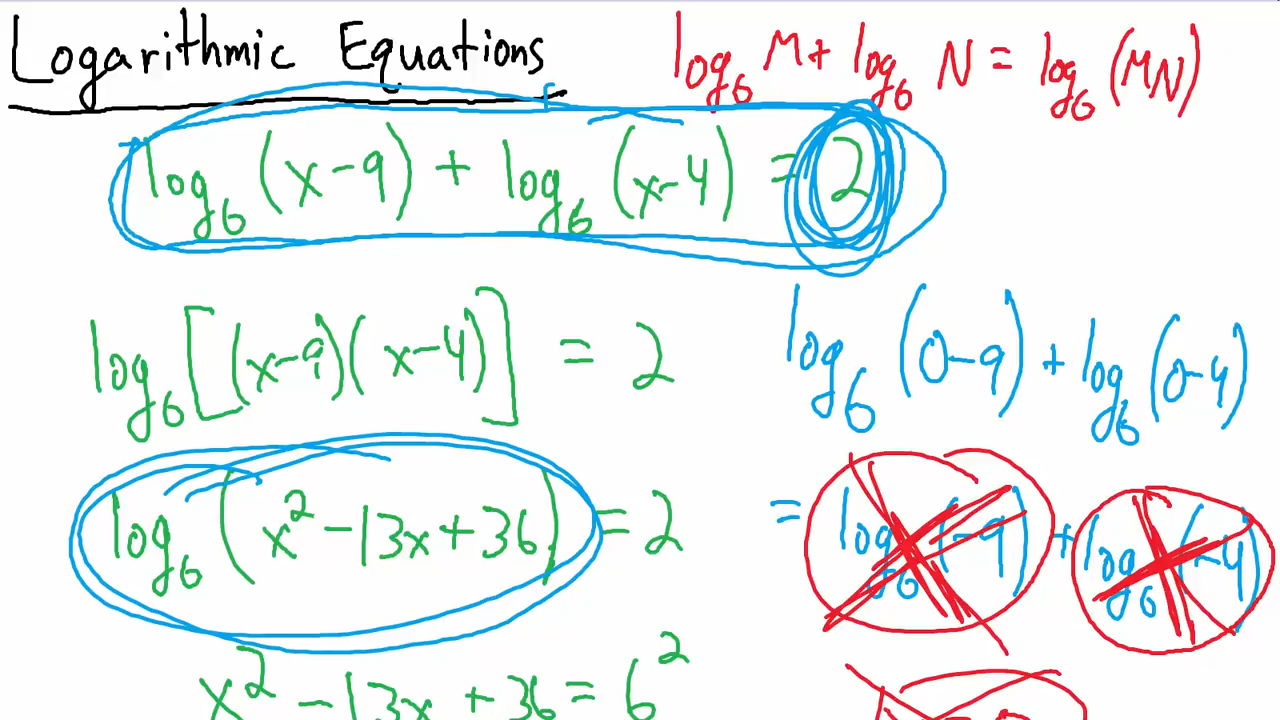 Logarithmic Equations
log₆ M + log₆ N = log₆ (MN)
log₆ (x-9) + log₆ (x-4) = 2
log₆ [(x-9)(x-4)] = 2
log₆ (0-9) + log₆ (0-4)
log₆ (x² -13x+36) = 2
= log₆ (-9) + log₆ (-4)
x² -13x +36 = 6²